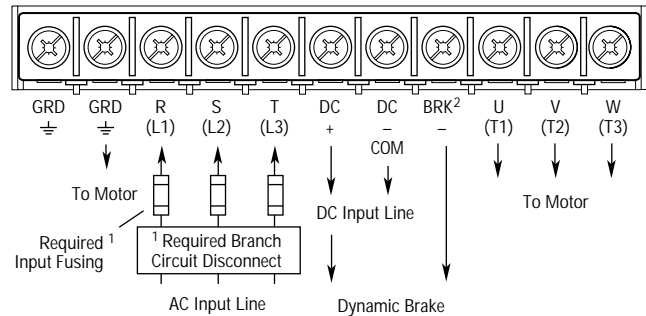 GRD GRD R S T DC DC BRK2 U V W
(L1) (L2) (L3) + – – (T1) (T2) (T3)
COM
To Motor
DC Input Line
To Motor
Required 1
Input Fusing
1 Required Branch
Circuit Disconnect
AC Input Line
Dynamic Brake